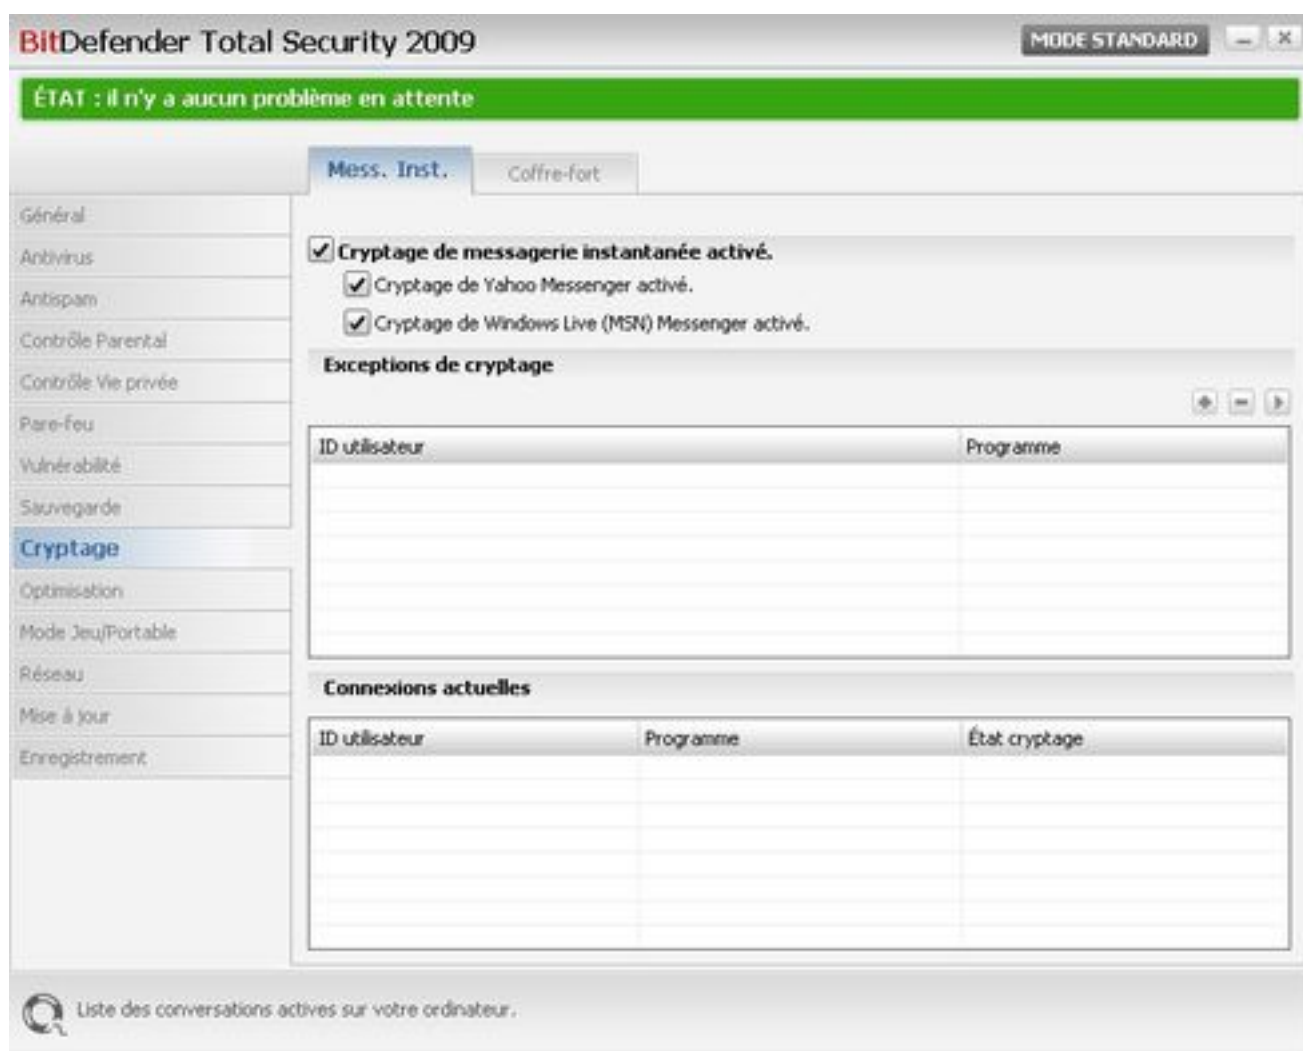 BitDefender Total Security 2009
MODE STANDARD
ÉTAT : il n'y a aucun problème en attente
Mess. Inst.
Coffre-fort
Général
Antivirus
Antispam
Contrôle Parental
Contrôle Vie privée
Pare-feu
Vulnérabilité
Sauvegarde
Cryptage
Optimisation
Mode Jeu/Portable
Réseau
Mise à jour
Enregistrement
Cryptage de messagerie instantanée activé.
Cryptage de Yahoo Messenger activé.
Cryptage de Windows Live (MSN) Messenger activé.
Exceptions de cryptage
ID utilisateur Programme
Connexions actuelles
ID utilisateur Programme État cryptage
Liste des conversations actives sur votre ordinateur.